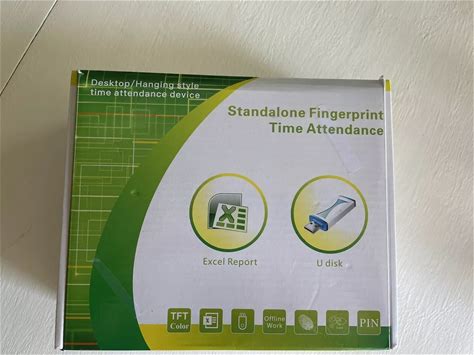 Desktop/Hanging style
time attendance device
Standalone Fingerprint
Time Attendance
Excel Report
U disk
TFT
Color
Offline
Work
PIN